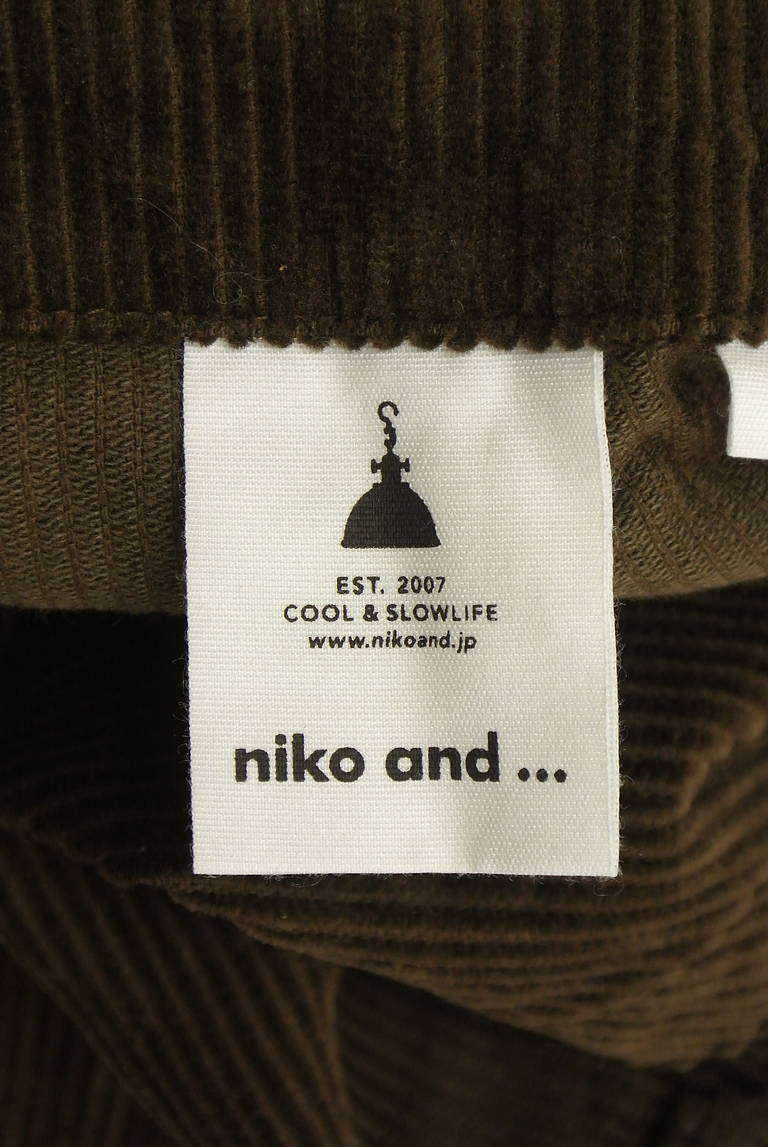 EST. 2007
COOL & SLOWLIFE
www.nikoand.jp
niko and ...